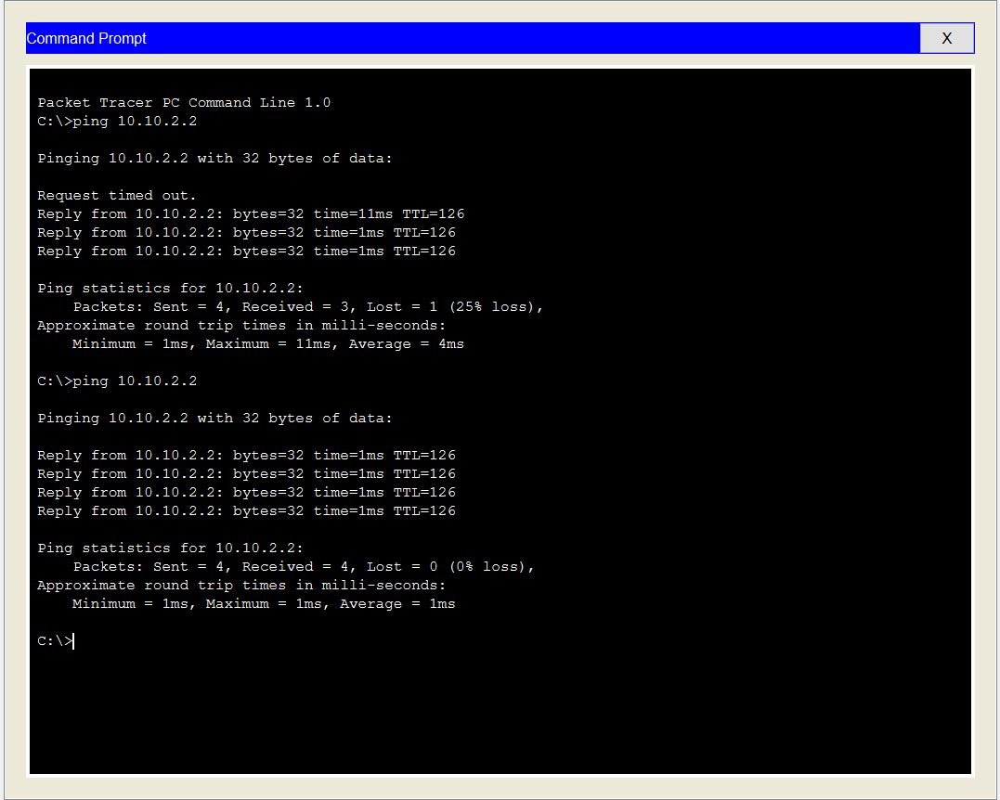 Command Prompt
X
Packet Tracer PC Command Line 1.0
C:\>ping 10.10.2.2
Pinging 10.10.2.2 with 32 bytes of data:
Request timed out.
Reply from 10.10.2.2: bytes=32 time=11ms TTL=126
Reply from 10.10.2.2: bytes=32 time=1ms TTL=126
Reply from 10.10.2.2: bytes=32 time=1ms TTL=126
Ping statistics for 10.10.2.2:
    Packets: Sent = 4, Received = 3, Lost = 1 (25% loss),
Approximate round trip times in milli-seconds:
    Minimum = 1ms, Maximum = 11ms, Average = 4ms
C:\>ping 10.10.2.2
Pinging 10.10.2.2 with 32 bytes of data:
Reply from 10.10.2.2: bytes=32 time=1ms TTL=126
Reply from 10.10.2.2: bytes=32 time=1ms TTL=126
Reply from 10.10.2.2: bytes=32 time=1ms TTL=126
Reply from 10.10.2.2: bytes=32 time=1ms TTL=126
Ping statistics for 10.10.2.2:
    Packets: Sent = 4, Received = 4, Lost = 0 (0% loss),
Approximate round trip times in milli-seconds:
    Minimum = 1ms, Maximum = 1ms, Average = 1ms
C:\>